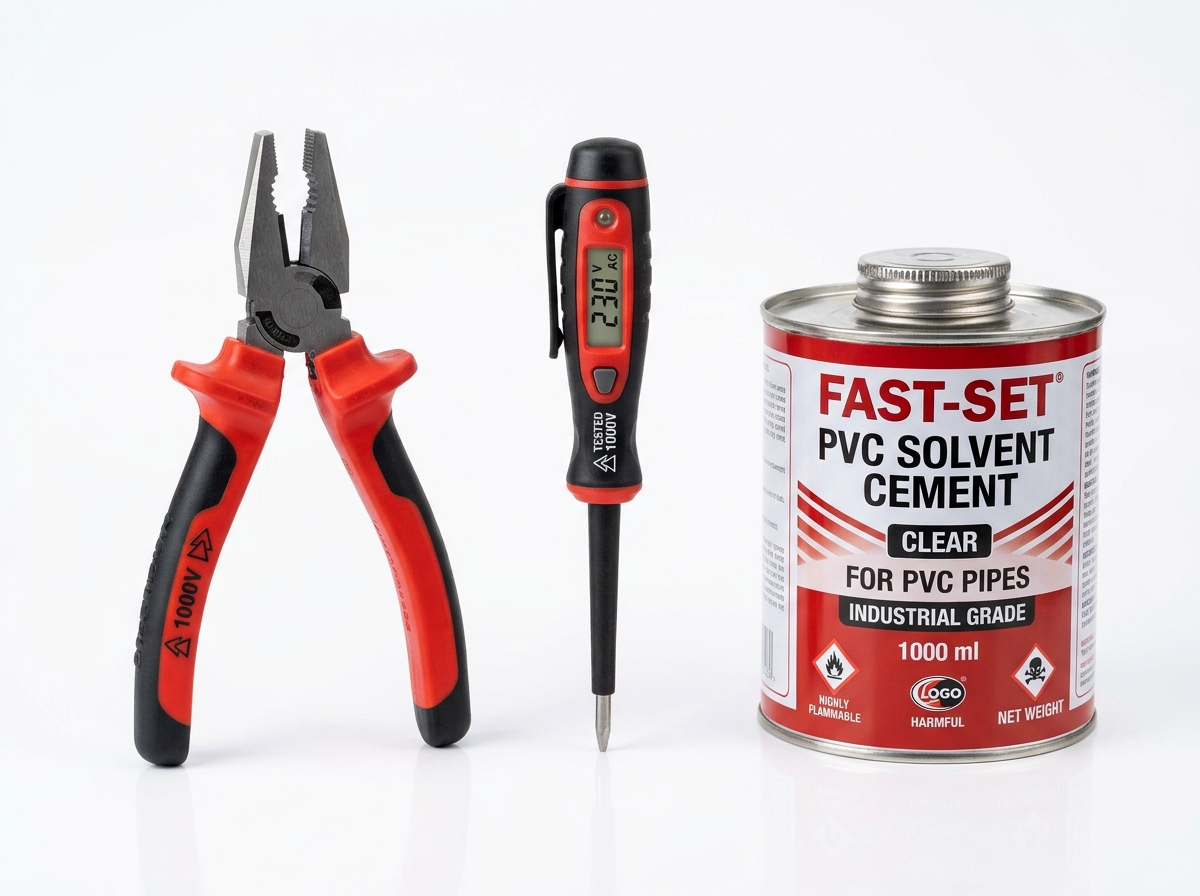 1000V
230 V AC
TESTED
1000V
FAST-SET®
PVC SOLVENT
CEMENT
CLEAR
FOR PVC PIPES
INDUSTRIAL GRADE
1000 ml
HIGNLY
PLAMMABLE
LOGO
HARMFUL
NET WEIGHT